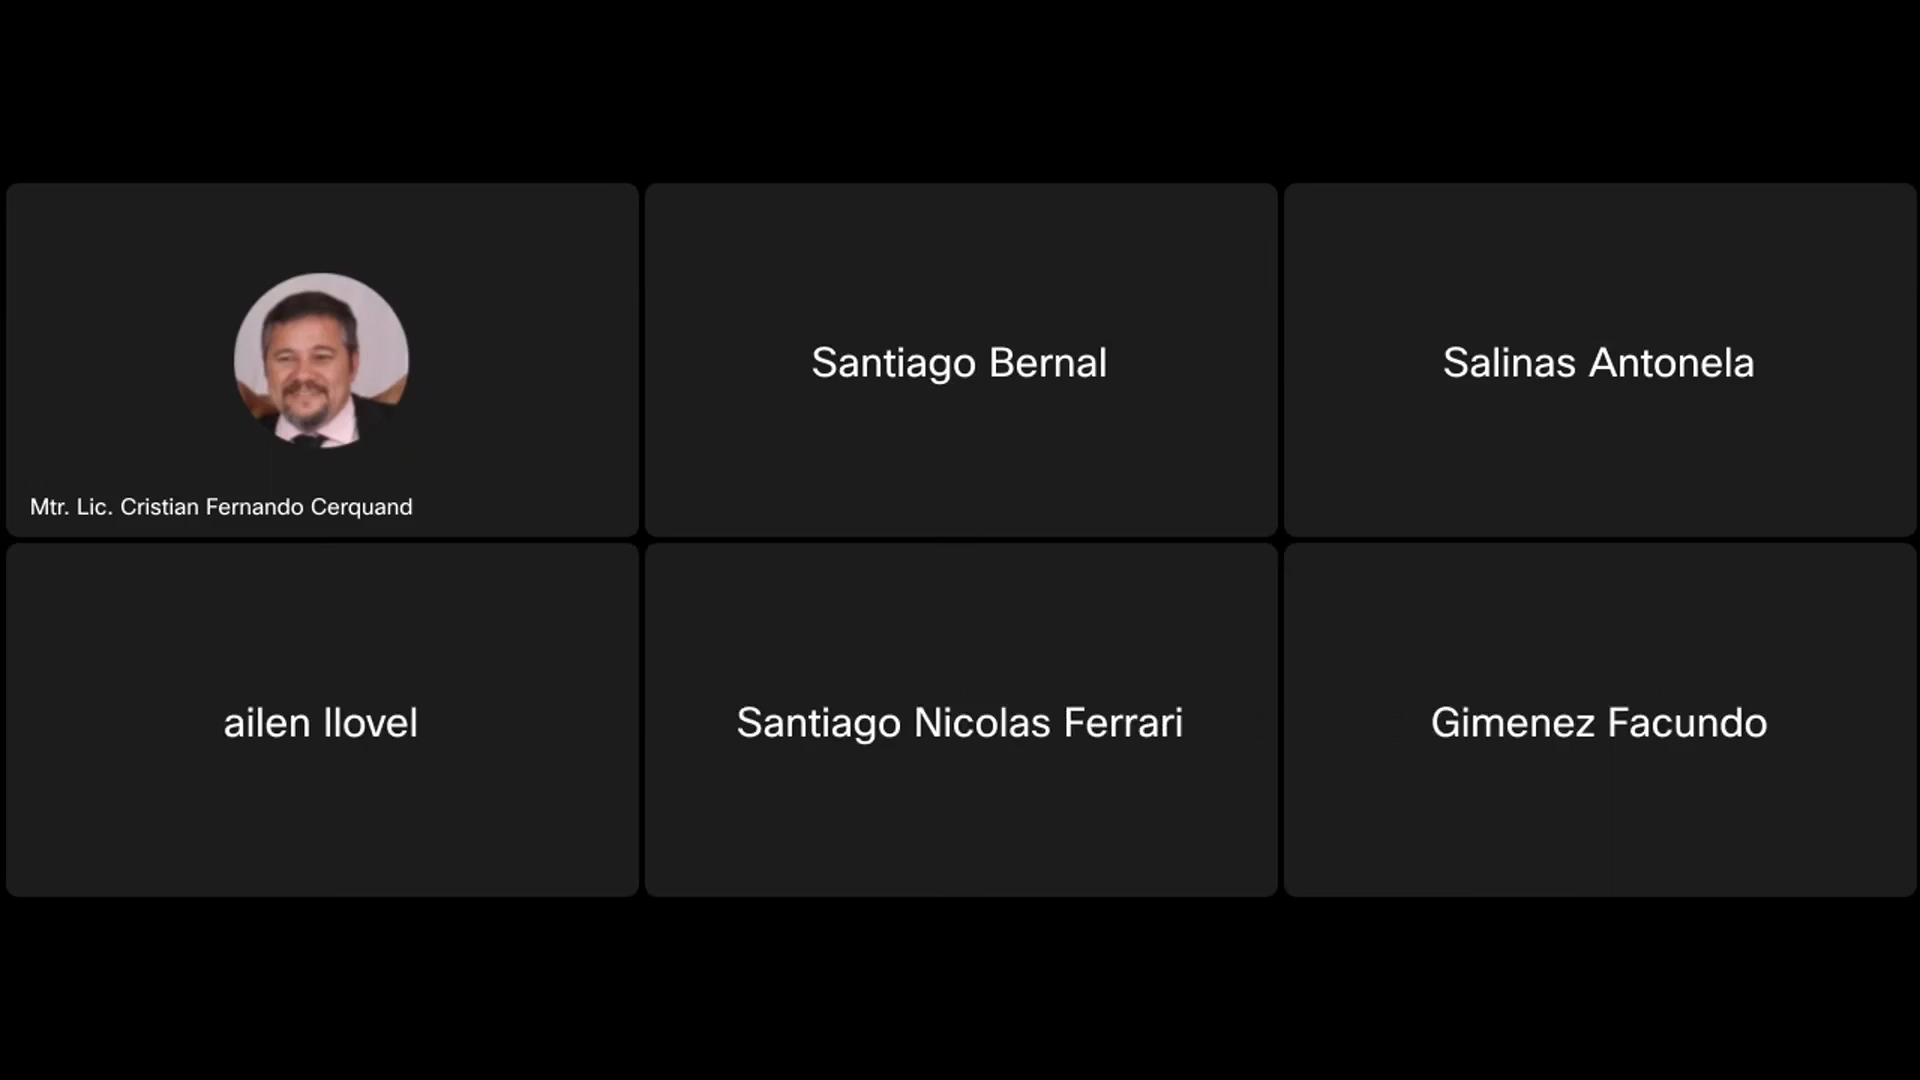 Mtr. Lic. Cristian Fernando Cerquand
Santiago Bernal
Salinas Antonela
ailen llovel
Santiago Nicolas Ferrari
Gimenez Facundo